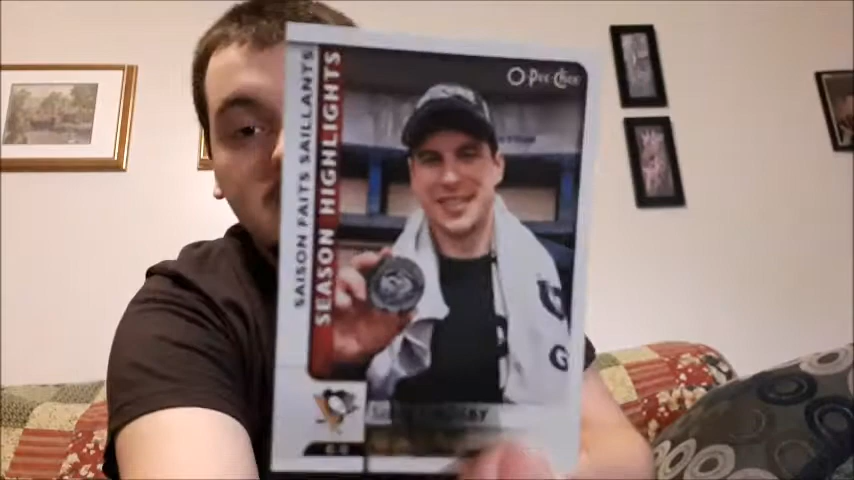 O-Pee-Chee
SAISON FAITS SAILLANTS
SEASON HIGHLIGHTS
G